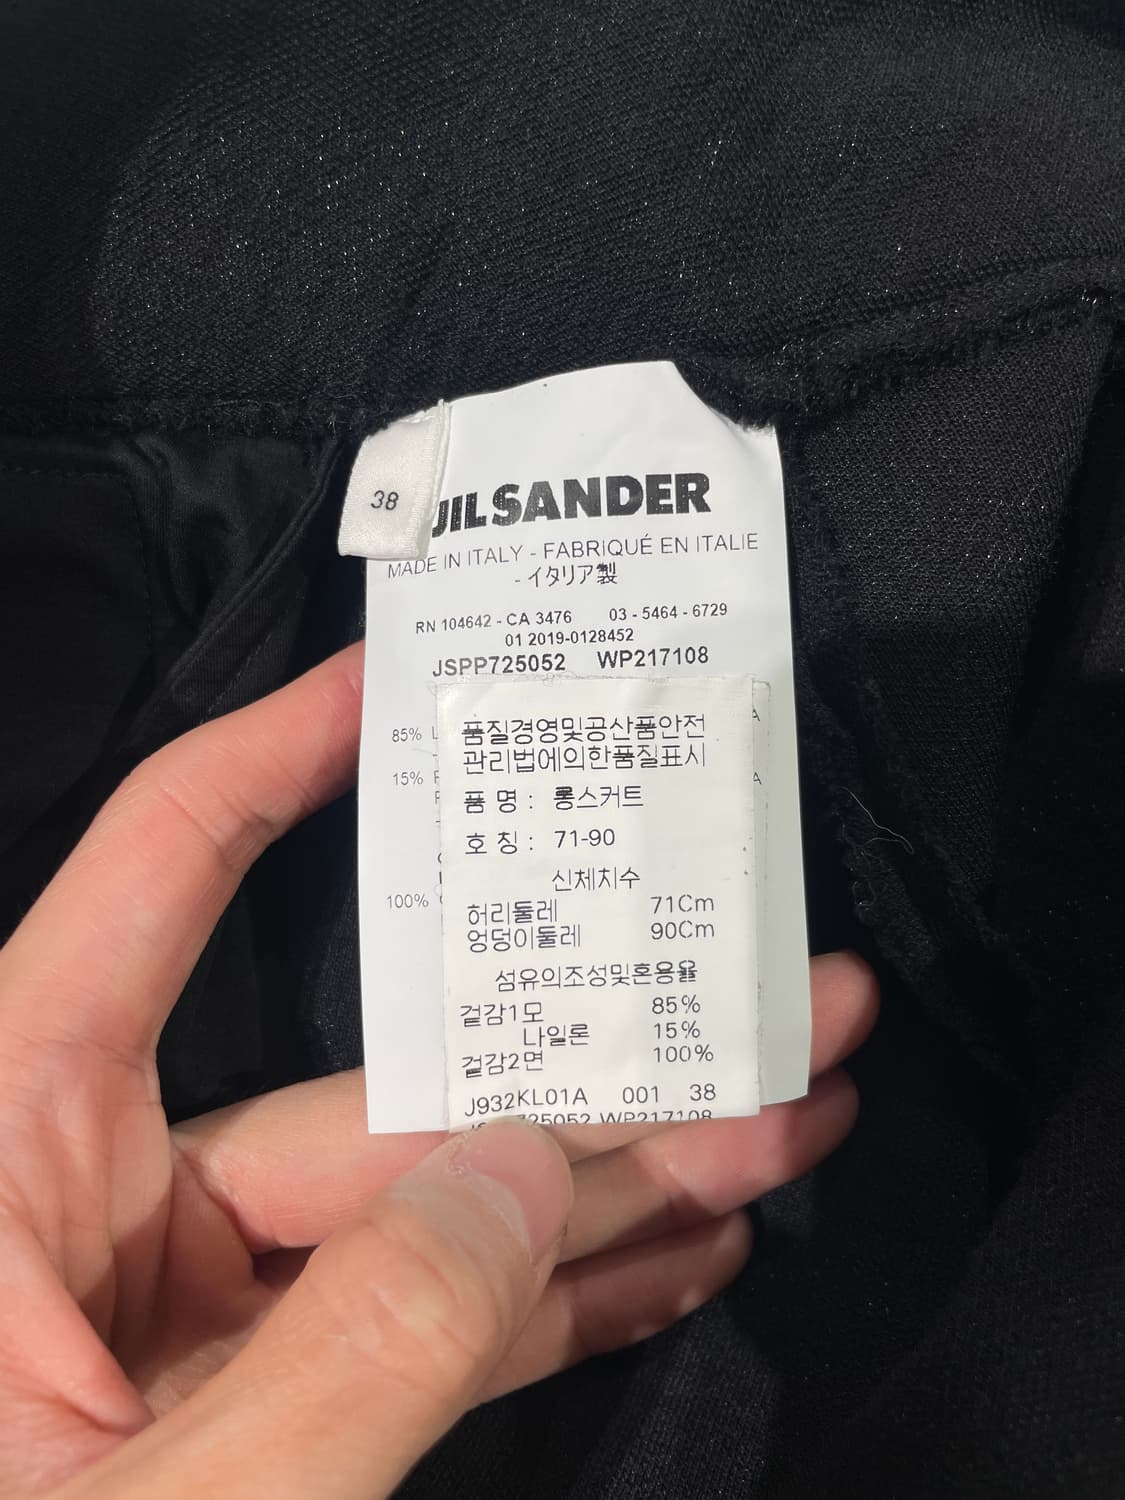 38
JIL SANDER
MADE IN ITALY - FABRIQUÉ EN ITALIE
- イタリア製
RN 104642 - CA 3476 03 - 5464 - 6729
01 2019-0128452
JSPP725052 WP217108
85%
15%
100%
품질경영및공산품안전
관리법에의한품질표시
품 명 : 롱스커트
호 칭 : 71-90
신체치수
허리둘레 71Cm
엉덩이둘레 90Cm
섬유의조성및혼용율
겉감1모 85%
나일론 15%
겉감2면 100%
J932KL01A 001 38
725052 WP217108